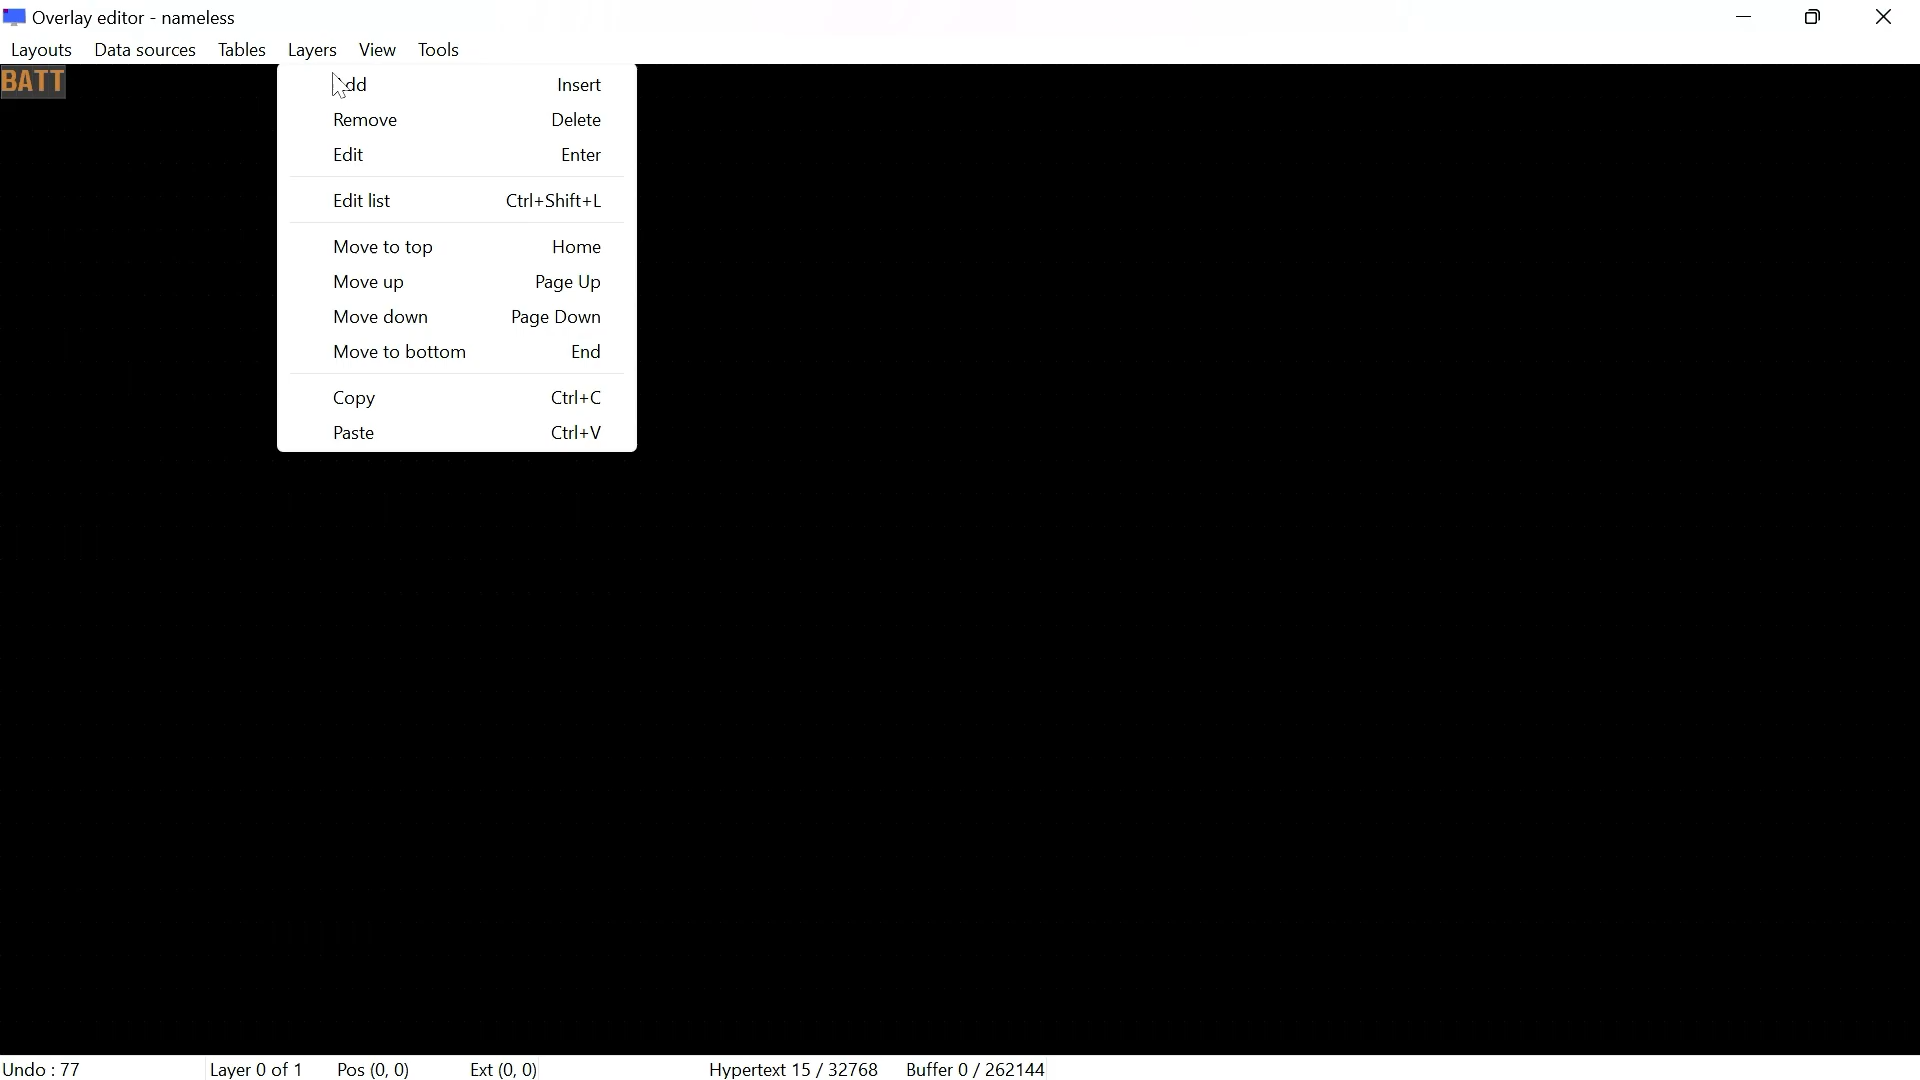 Overlay editor - nameless
Layouts Data sources Tables Layers View Tools
BATT
dd Insert
Remove Delete
Edit Enter
Edit list Ctrl+Shift+L
Move to top Home
Move up Page Up
Move down Page Down
Move to bottom End
Copy Ctrl+C
Paste Ctrl+V
Undo : 77 Layer 0 of 1 Pos (0, 0) Ext (0, 0) Hypertext 15 / 32768 Buffer 0 / 262144